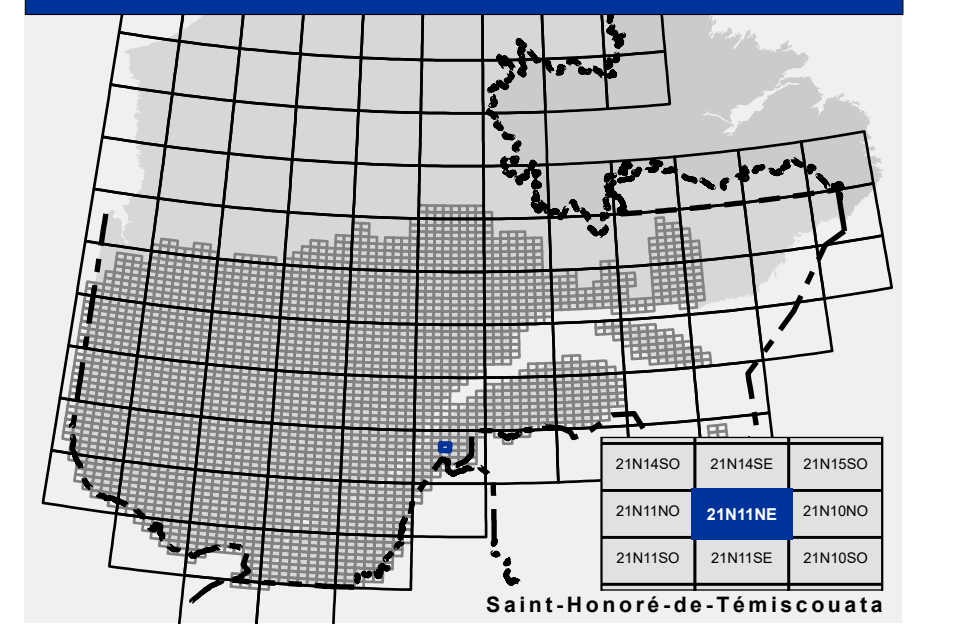 21N14SO 21N14SE 21N15SO
21N11NO 21N11NE 21N10NO
21N11SO 21N11SE 21N10SO
Saint-Honoré-de-Témiscouata